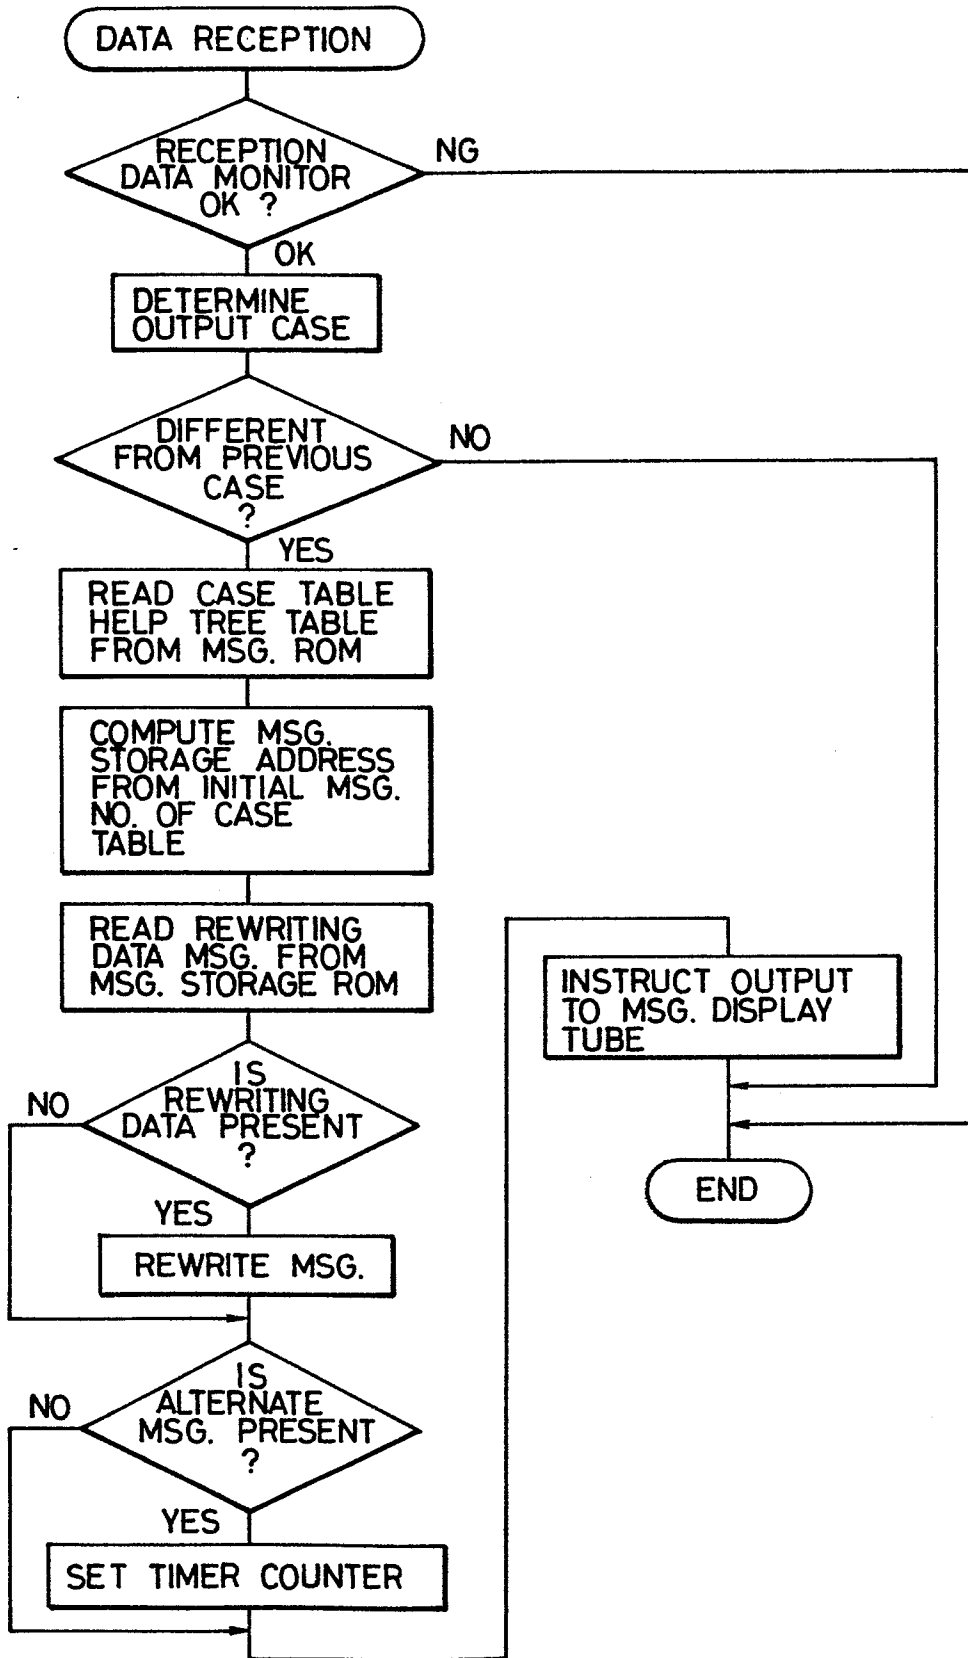 DATA RECEPTION
RECEPTION
DATA MONITOR
OK ?
NG
OK
DETERMINE
OUTPUT CASE
DIFFERENT
FROM PREVIOUS
CASE
?
NO
YES
READ CASE TABLE
HELP TREE TABLE
FROM MSG. ROM
COMPUTE MSG.
STORAGE ADDRESS
FROM INITIAL MSG.
NO. OF CASE
TABLE
READ REWRITING
DATA MSG. FROM
MSG. STORAGE ROM
IS
REWRITING
DATA PRESENT
?
NO
YES
REWRITE MSG.
IS
ALTERNATE
MSG. PRESENT
?
NO
YES
SET TIMER COUNTER
INSTRUCT OUTPUT
TO MSG. DISPLAY
TUBE
END